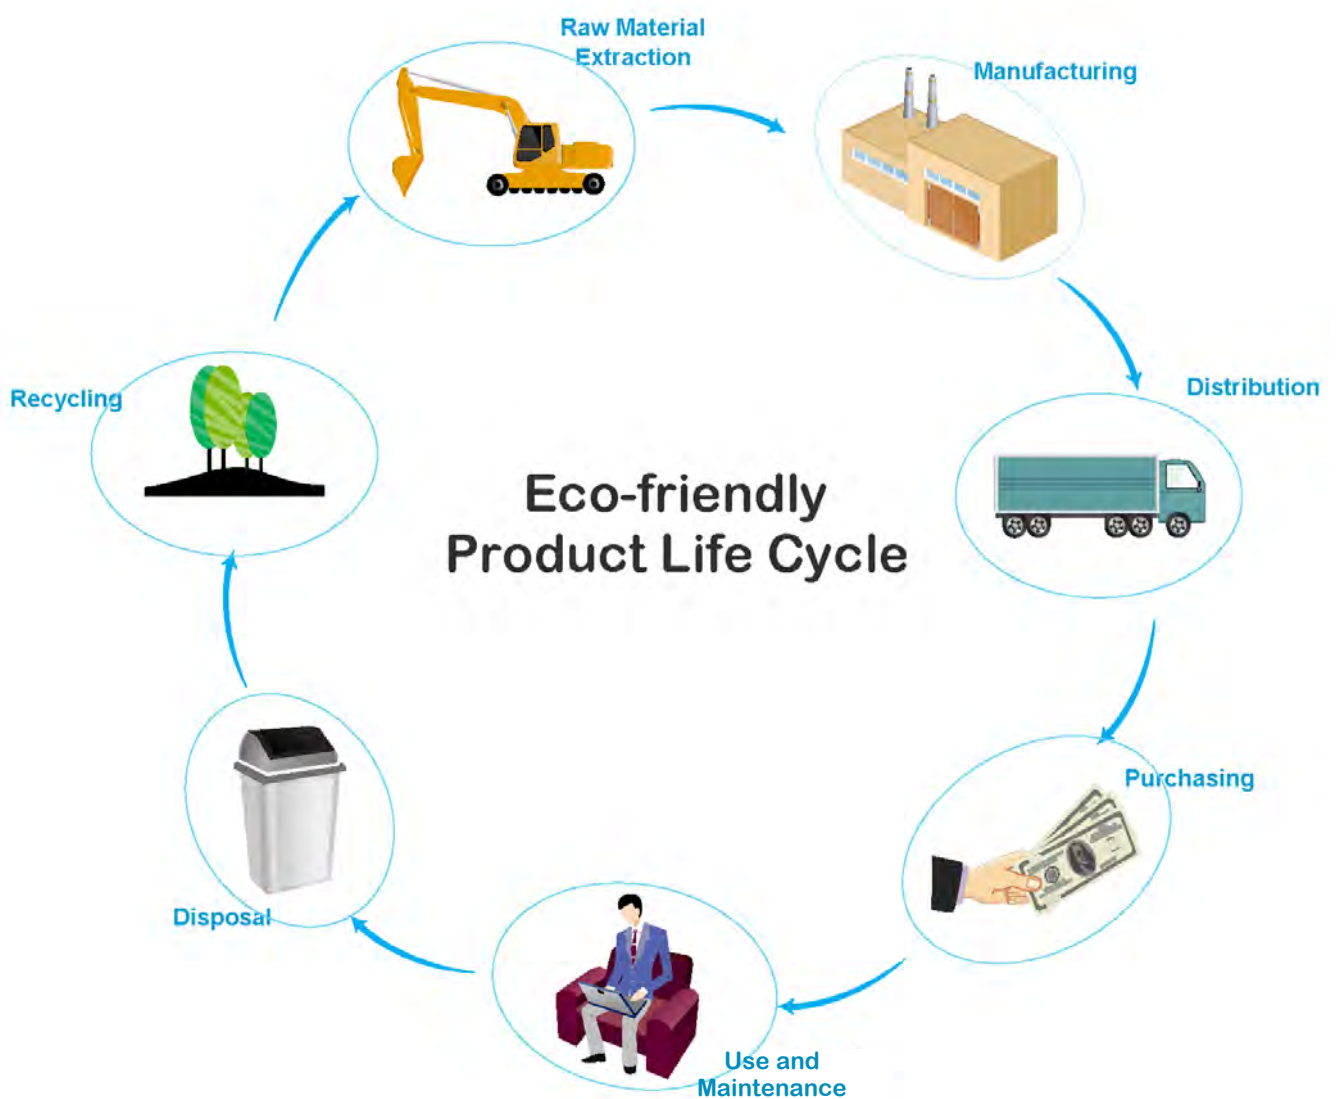 Raw Material
Extraction
Manufacturing
Distribution
Purchasing
Use and
Maintenance
Disposal
Recycling
Eco-friendly
Product Life Cycle